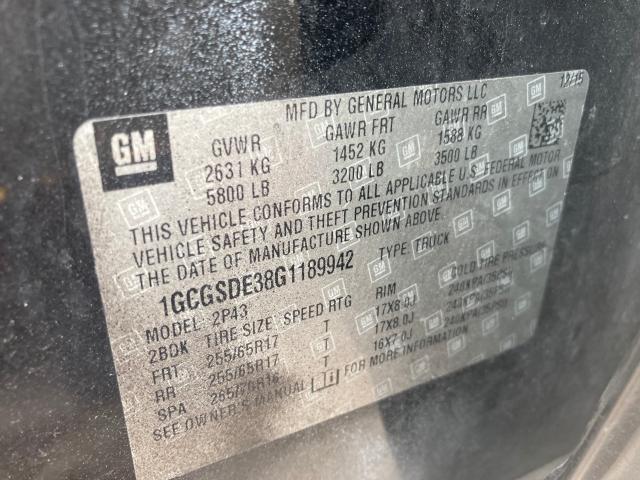 12/15
MFD BY GENERAL MOTORS LLC
GM
GVWR GAWR FRT GAWR RR
2631 KG 1452 KG 1588 KG
5800 LB 3200 LB 3500 LB
THIS VEHICLE CONFORMS TO ALL APPLICABLE U.S. FEDERAL MOTOR
VEHICLE SAFETY AND THEFT PREVENTION STANDARDS IN EFFECT ON
THE DATE OF MANUFACTURE SHOWN ABOVE.
1GCGSDE38G1189942 TYPE: TRUCK
MODEL: 2P43
2BDK TIRE SIZE SPEED RTG RIM COLD TIRE PRESSURE
FRT 255/65R17 T 17X8.0J 240KPA(35PSI)
RR 255/65R17 T 17X8.0J 240KPA(35PSI)
SPA 265/70R16 T 16X7.0J 240KPA(35PSI)
SEE OWNER'S MANUAL FOR MORE INFORMATION